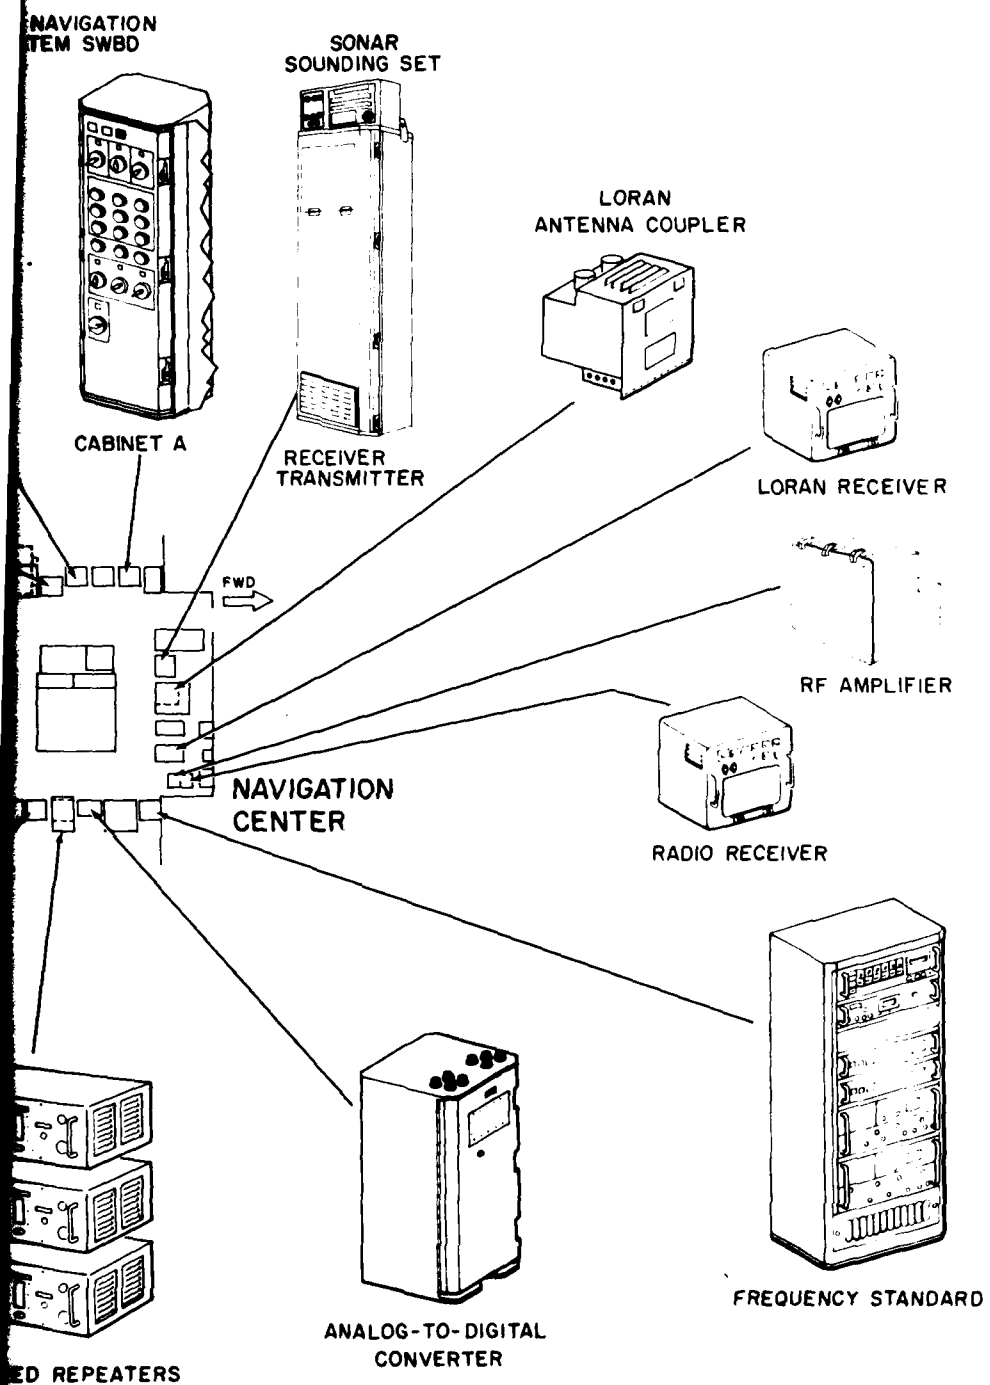 NAVIGATION
TEM SWBD
SONAR
SOUNDING SET
LORAN
ANTENNA COUPLER
CABINET A
RECEIVER
TRANSMITTER
LORAN RECEIVER
FWD
RF AMPLIFIER
NAVIGATION
CENTER
RADIO RECEIVER
FREQUENCY STANDARD
ANALOG-TO-DIGITAL
CONVERTER
ED REPEATERS